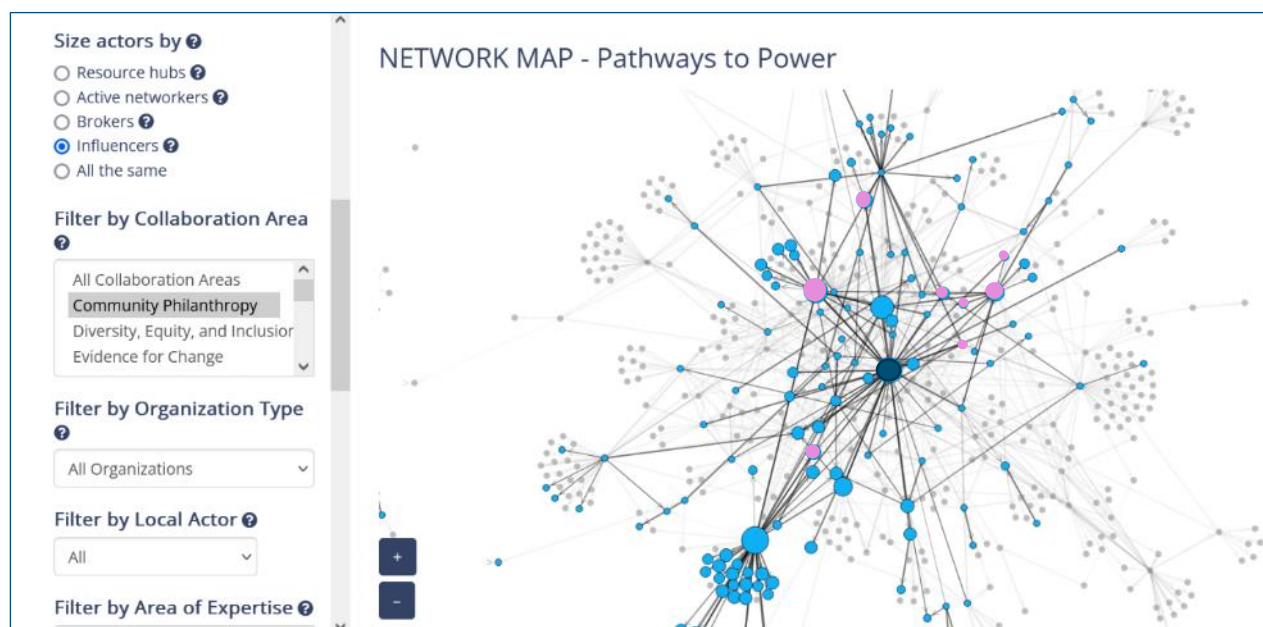 Size actors by ?
Resource hubs ?
Active networkers ?
Brokers ?
Influencers ?
All the same
Filter by Collaboration Area
?
All Collaboration Areas
Community Philanthropy
Diversity, Equity, and Inclusion
Evidence for Change
Filter by Organization Type
?
All Organizations
Filter by Local Actor ?
All
Filter by Area of Expertise ?
NETWORK MAP - Pathways to Power
+
-